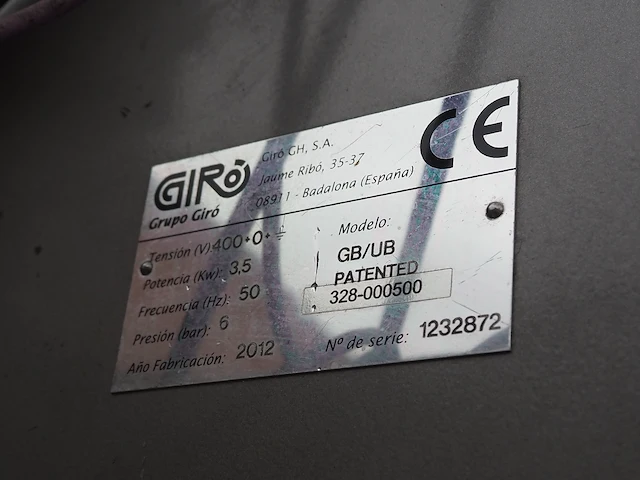 GIRÒ
Grupo Giró
Giró GH, S.A.
Jaume Ribó, 35-37
08911 - Badalona (España)
CE
Tensión (V): 400+0+⏚
Potencia (Kw): 3,5
Frecuencia (Hz): 50
Presión (bar): 6
Año Fabricación: 2012
Modelo:
GB/UB
PATENTED
328-000500
Nº de serie: 1232872